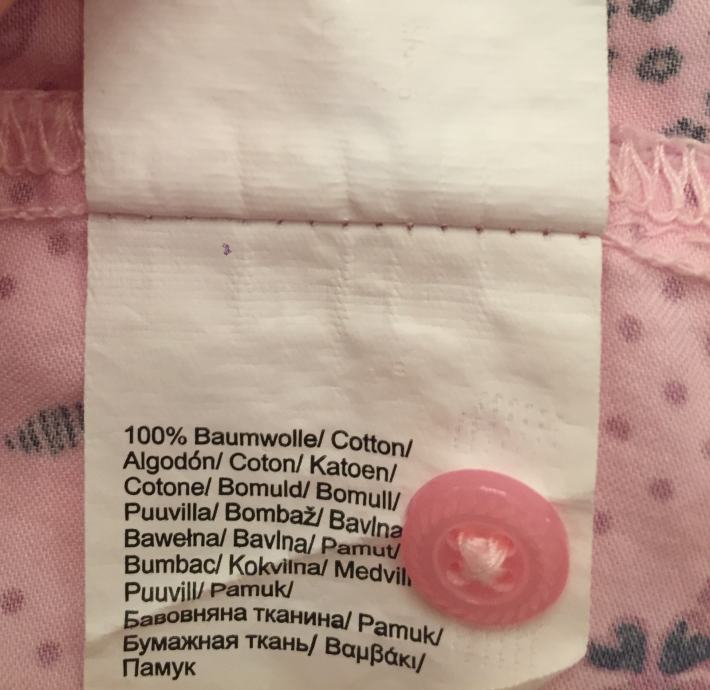 100% Baumwolle/ Cotton/
Algodón/ Coton/ Katoen/
Cotone/ Bomuld/ Bomull/
Puuvilla/ Bombaž/ Bavlna
Bawełna/ Bavlna/ Pamut/
Bumbac/ Kokvilna/ Medvil
Puuvill/ Pamuk/
Бавовняна тканина/ Pamuk/
Бумажная ткань/ Βαμβάκι/
Памук